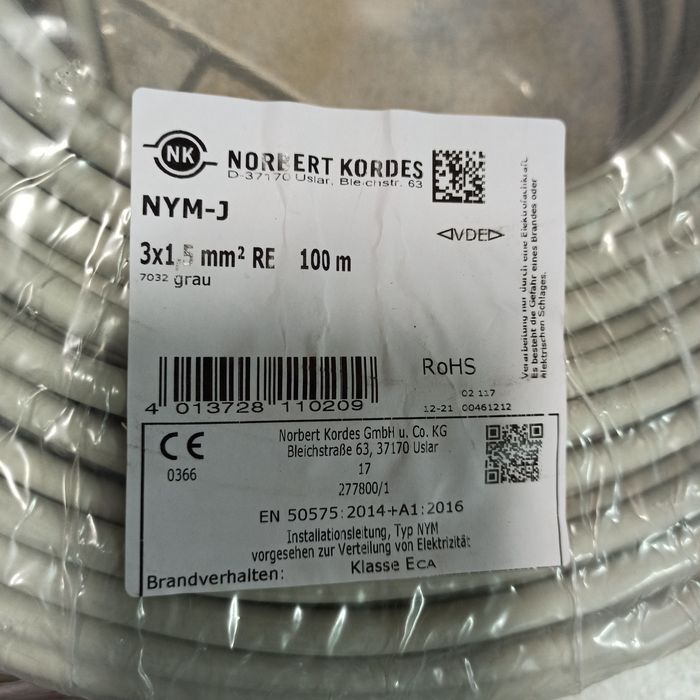 NK NORBERT KORDES
D-37170 Uslar, Bleichstr. 63
NYM-J
VDE
3x1,5 mm² RE 100 m
7032 grau
Verarbeitung nur durch eine Elektrofachkraft.
Es besteht die Gefahr eines Brandes oder
elektrischen Schlages.
RoHS
4 013728 110209
02 117
12-21 00461212
CE
0366
Norbert Kordes GmbH u. Co. KG
Bleichstraße 63, 37170 Uslar
17
277800/1
EN 50575:2014+A1:2016
Installationsleitung, Typ NYM
vorgesehen zur Verteilung von Elektrizität
Brandverhalten: Klasse Eca